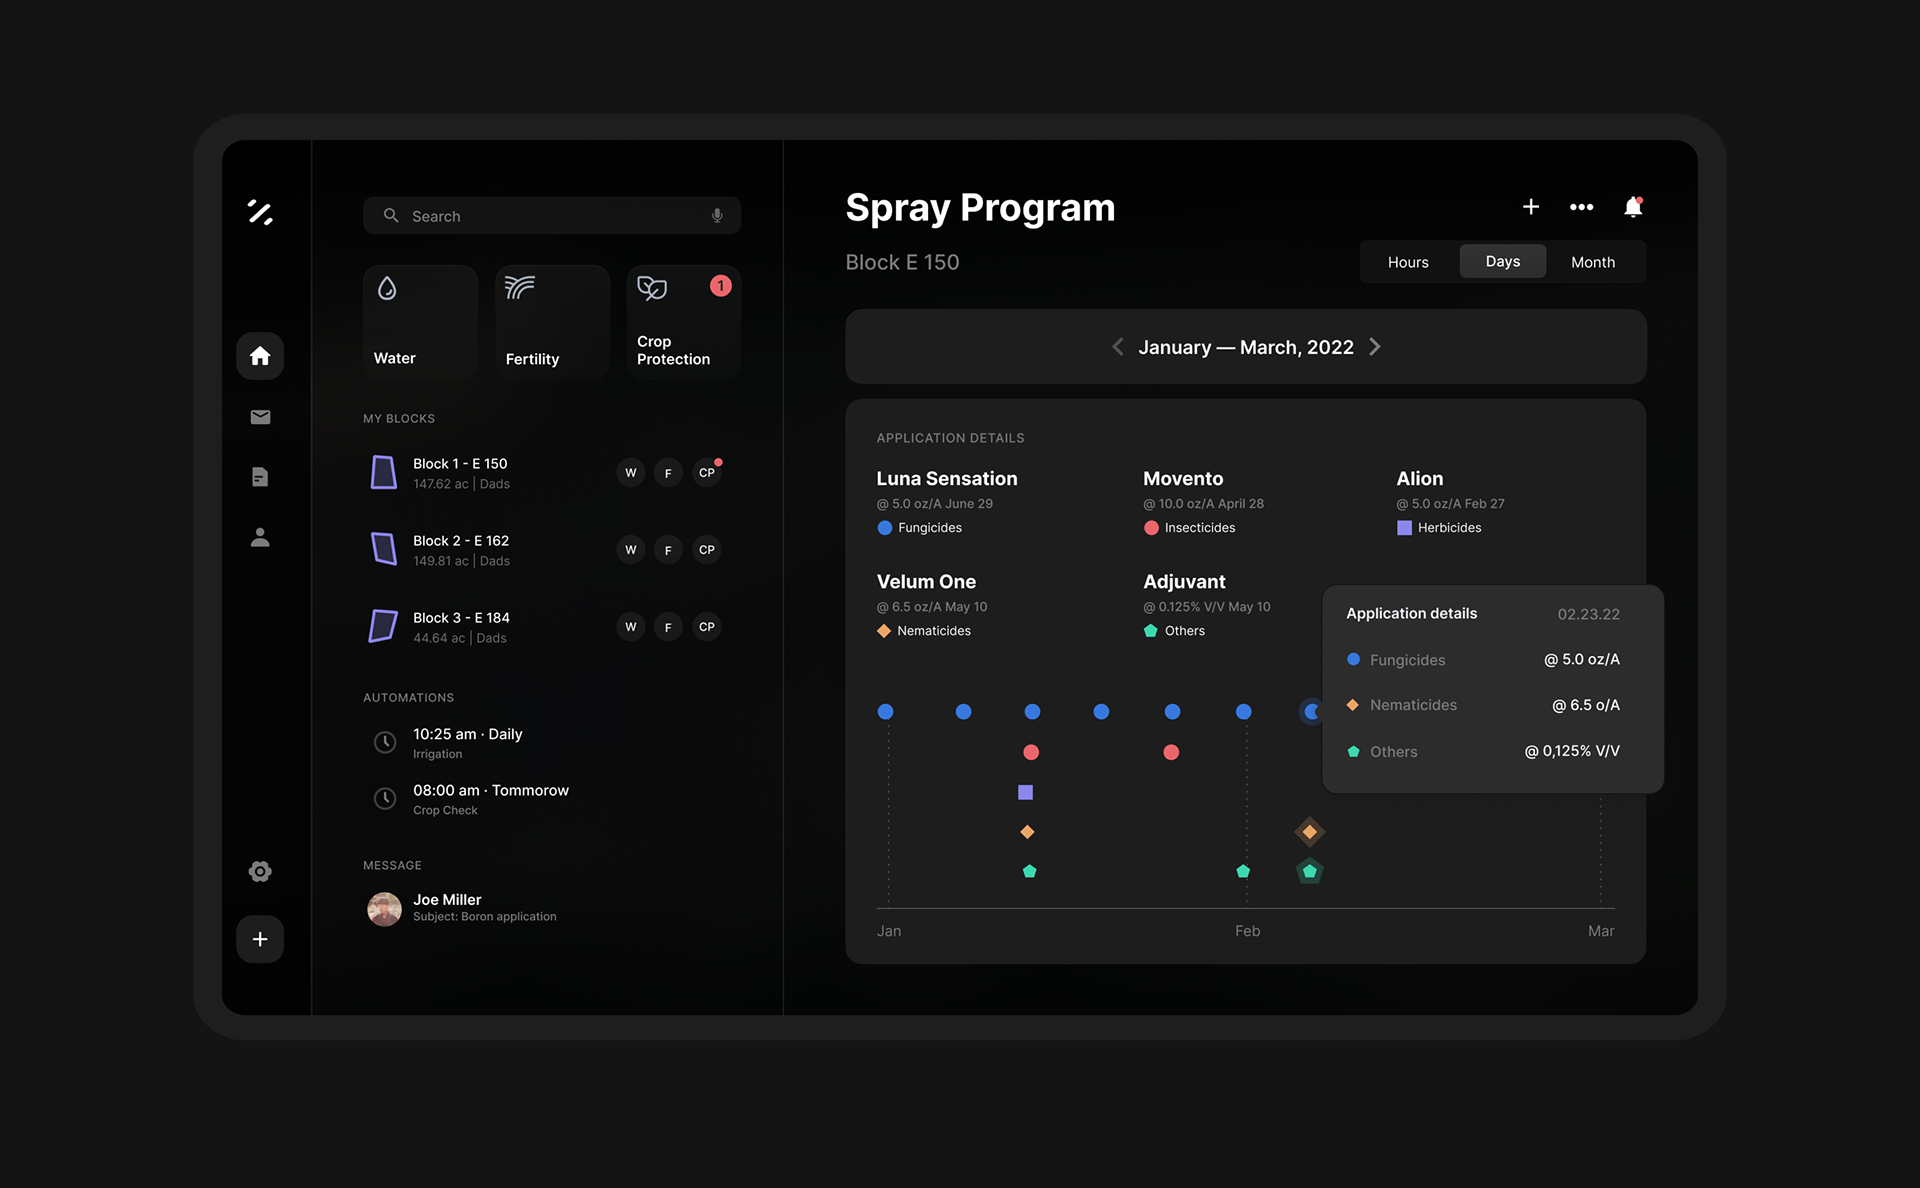 Search
Water
Fertility
Crop
Protection
1
MY BLOCKS
Block 1 - E 150
147.62 ac | Dads
W F CP
Block 2 - E 162
149.81 ac | Dads
W F CP
Block 3 - E 184
44.64 ac | Dads
W F CP
AUTOMATIONS
10:25 am · Daily
Irrigation
08:00 am · Tommorow
Crop Check
MESSAGE
Joe Miller
Subject: Boron application
Spray Program
Block E 150
Hours Days Month
January — March, 2022
APPLICATION DETAILS
Luna Sensation
@ 5.0 oz/A June 29
Fungicides
Movento
@ 10.0 oz/A April 28
Insecticides
Alion
@ 5.0 oz/A Feb 27
Herbicides
Velum One
@ 6.5 oz/A May 10
Nematicides
Adjuvant
@ 0.125% V/V May 10
Others
Application details 02.23.22
Fungicides @ 5.0 oz/A
Nematicides @ 6.5 o/A
Others @ 0,125% V/V
Jan Feb Mar